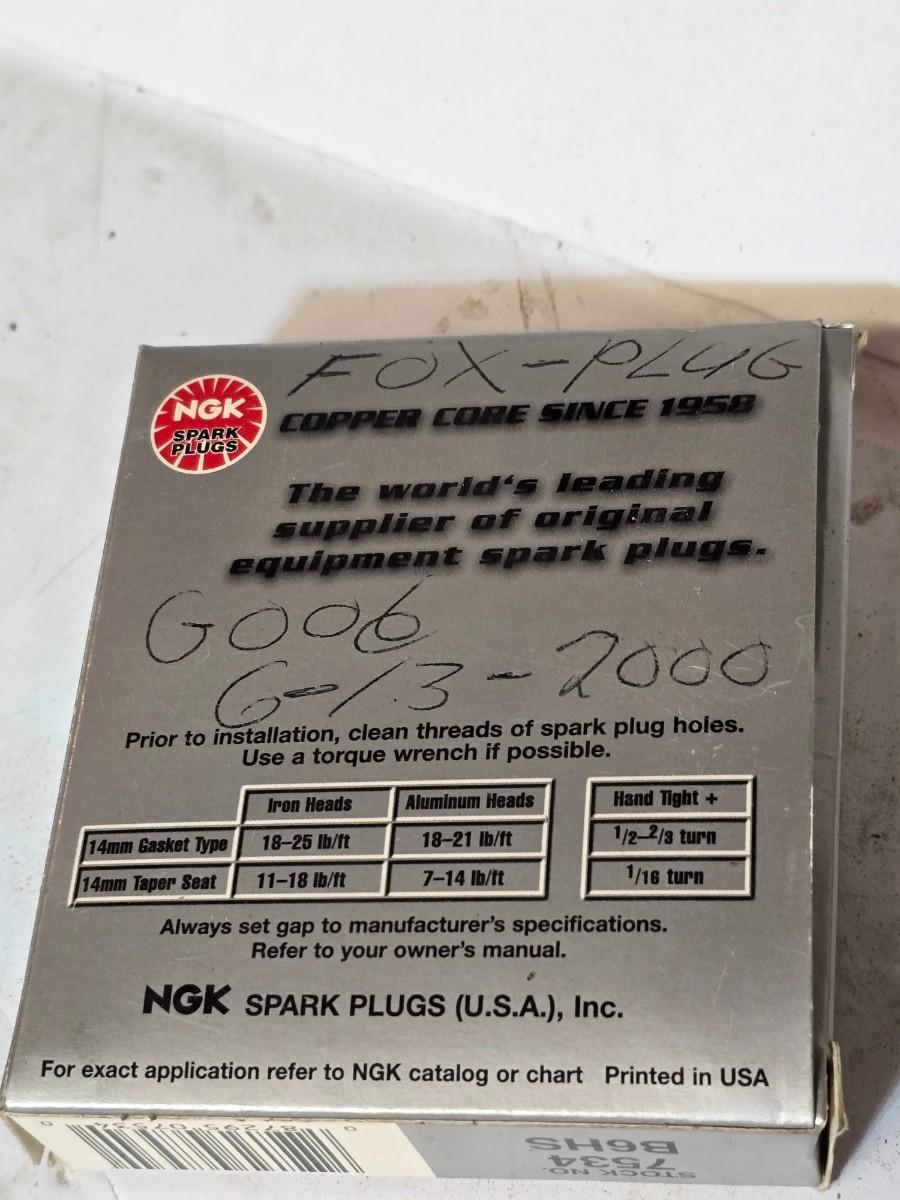 FOX-PLUG
NGK
SPARK
PLUGS
COPPER CORE SINCE 1958
The world's leading
supplier of original
equipment spark plugs.
GOO6
6-13-2000
Prior to installation, clean threads of spark plug holes.
Use a torque wrench if possible.
Iron Heads Aluminum Heads Hand Tight +
14mm Gasket Type 18–25 lb/ft 18–21 lb/ft 1/2–2/3 turn
14mm Taper Seat 11–18 lb/ft 7–14 lb/ft 1/16 turn
Always set gap to manufacturer's specifications.
Refer to your owner's manual.
NGK SPARK PLUGS (U.S.A.), Inc.
For exact application refer to NGK catalog or chart Printed in USA
STOCK NO.
7534
B6HS
0 87295 07534 0